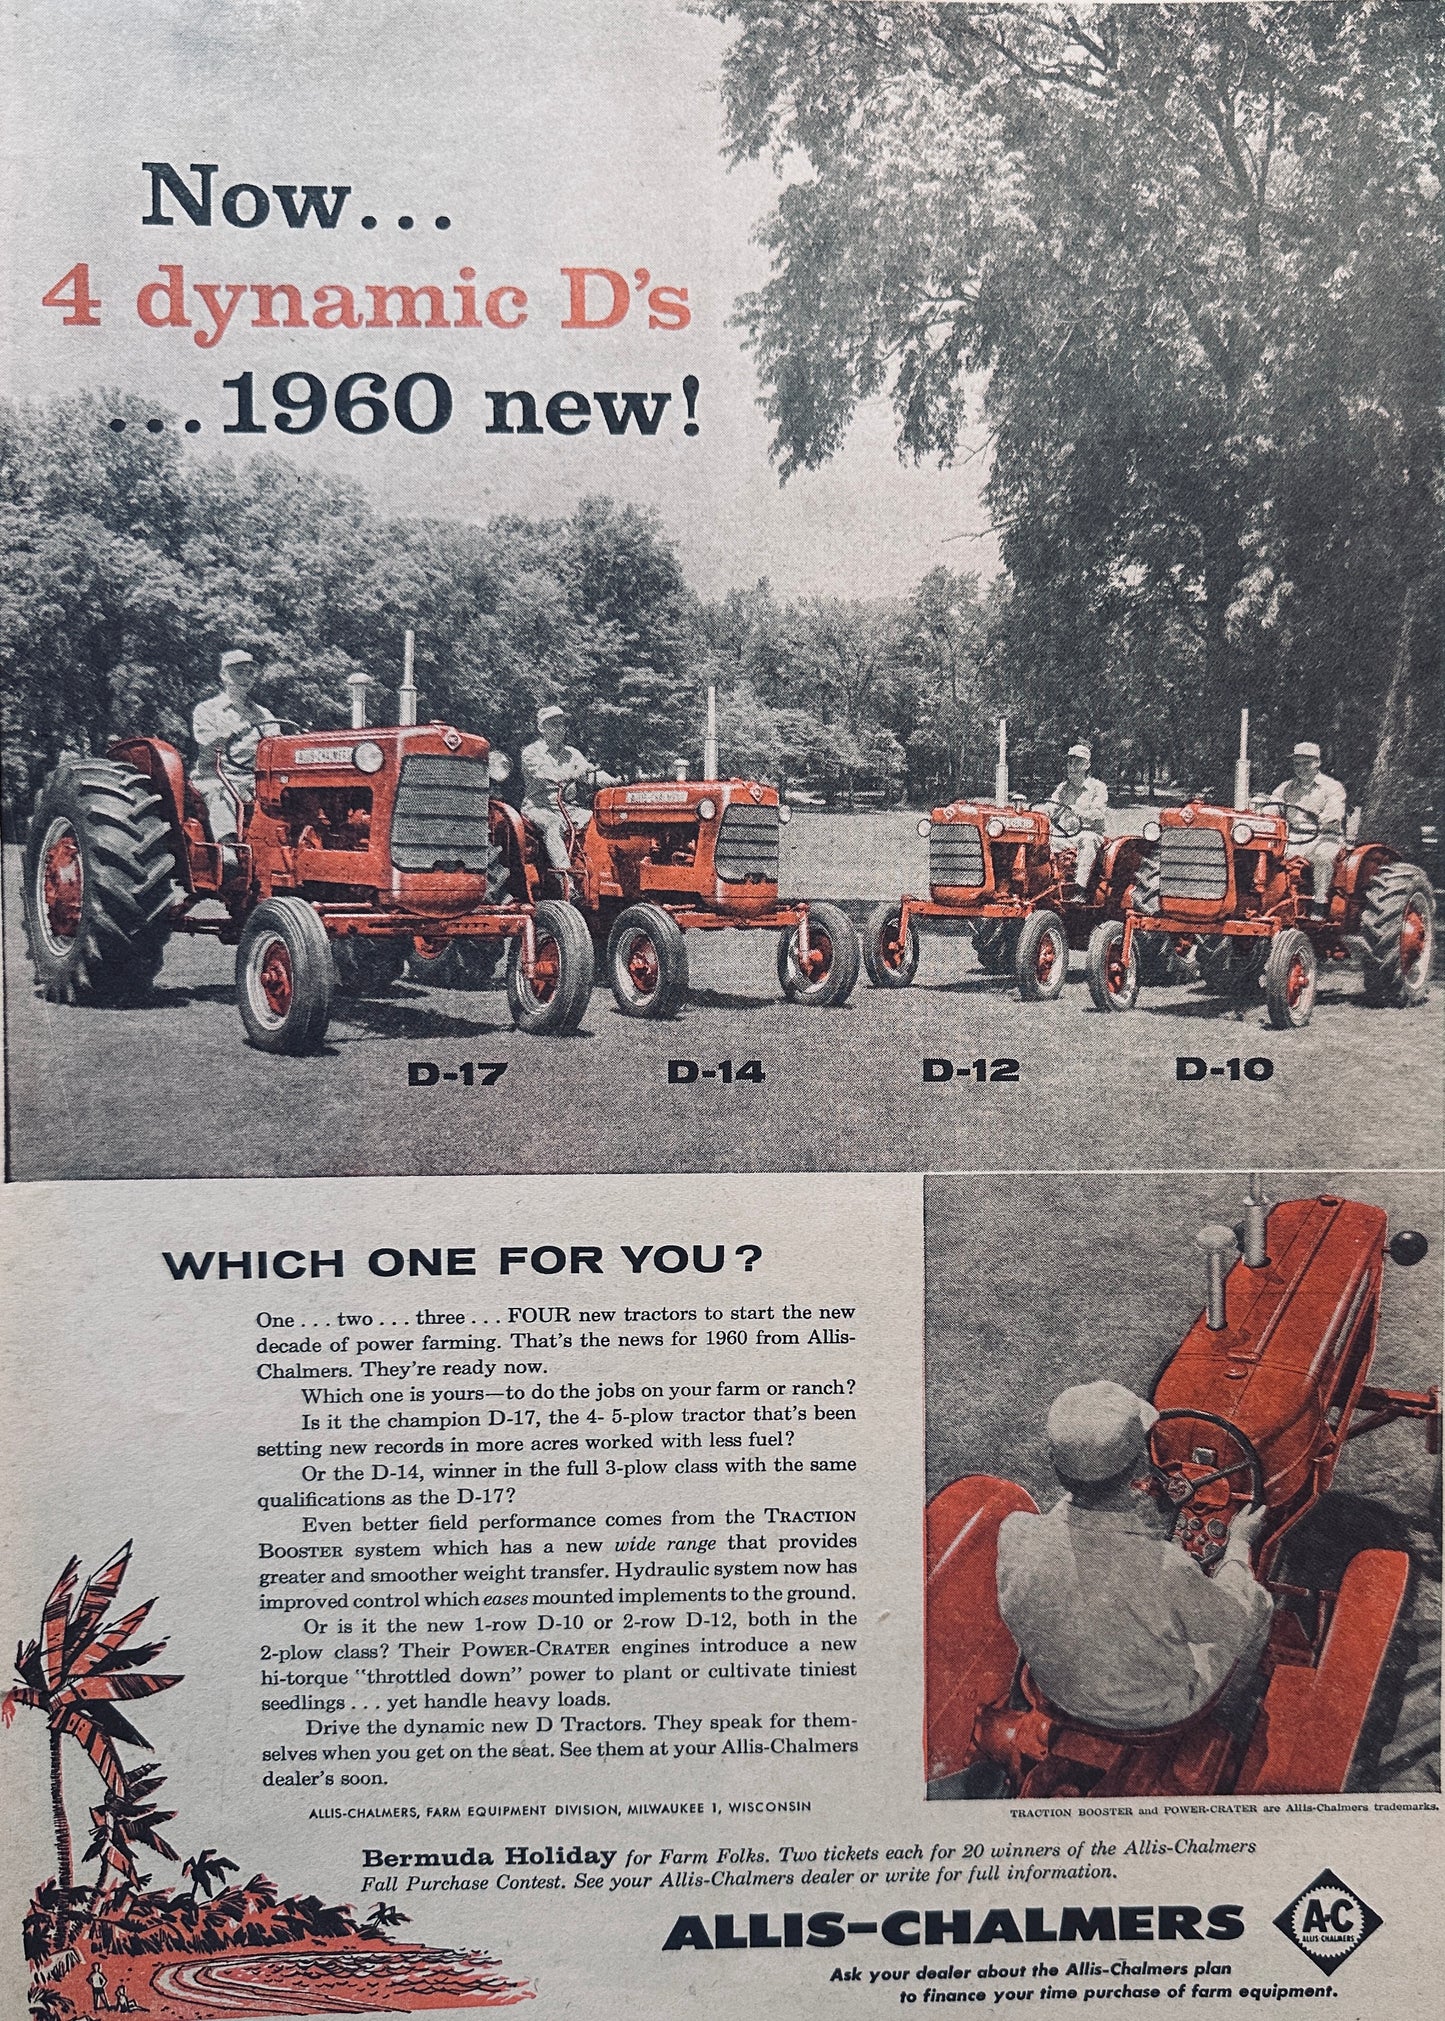 Now...
4 dynamic D's
...1960 new!
D-17
D-14
D-12
D-10
WHICH ONE FOR YOU?
One . . . two . . . three . . . FOUR new tractors to start the new
decade of power farming. That's the news for 1960 from Allis-
Chalmers. They're ready now.
Which one is yours—to do the jobs on your farm or ranch?
Is it the champion D-17, the 4- 5-plow tractor that's been
setting new records in more acres worked with less fuel?
Or the D-14, winner in the full 3-plow class with the same
qualifications as the D-17?
Even better field performance comes from the TRACTION
BOOSTER system which has a new wide range that provides
greater and smoother weight transfer. Hydraulic system now has
improved control which eases mounted implements to the ground.
Or is it the new 1-row D-10 or 2-row D-12, both in the
2-plow class? Their POWER-CRATER engines introduce a new
hi-torque "throttled down" power to plant or cultivate tiniest
seedlings . . . yet handle heavy loads.
Drive the dynamic new D Tractors. They speak for them-
selves when you get on the seat. See them at your Allis-Chalmers
dealer's soon.
ALLIS-CHALMERS, FARM EQUIPMENT DIVISION, MILWAUKEE 1, WISCONSIN
TRACTION BOOSTER and POWER-CRATER are Allis-Chalmers trademarks.
Bermuda Holiday for Farm Folks. Two tickets each for 20 winners of the Allis-Chalmers
Fall Purchase Contest. See your Allis-Chalmers dealer or write for full information.
ALLIS-CHALMERS
A-C
ALLIS-CHALMERS
Ask your dealer about the Allis-Chalmers plan
to finance your time purchase of farm equipment.